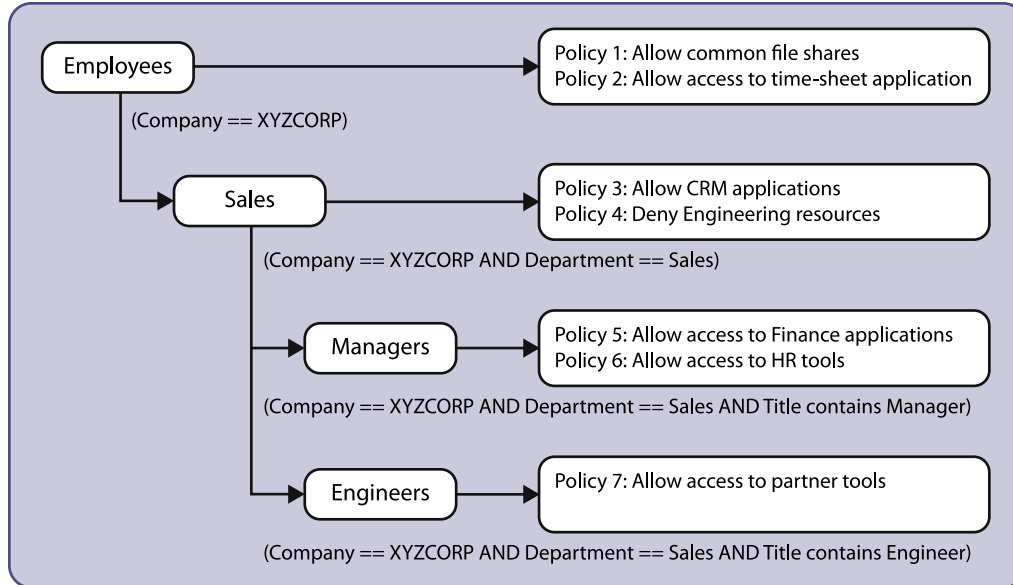 Employees
Policy 1: Allow common file shares
Policy 2: Allow access to time-sheet application
(Company == XYZCORP)
Sales
Policy 3: Allow CRM applications
Policy 4: Deny Engineering resources
(Company == XYZCORP AND Department == Sales)
Managers
Policy 5: Allow access to Finance applications
Policy 6: Allow access to HR tools
(Company == XYZCORP AND Department == Sales AND Title contains Manager)
Engineers
Policy 7: Allow access to partner tools
(Company == XYZCORP AND Department == Sales AND Title contains Engineer)